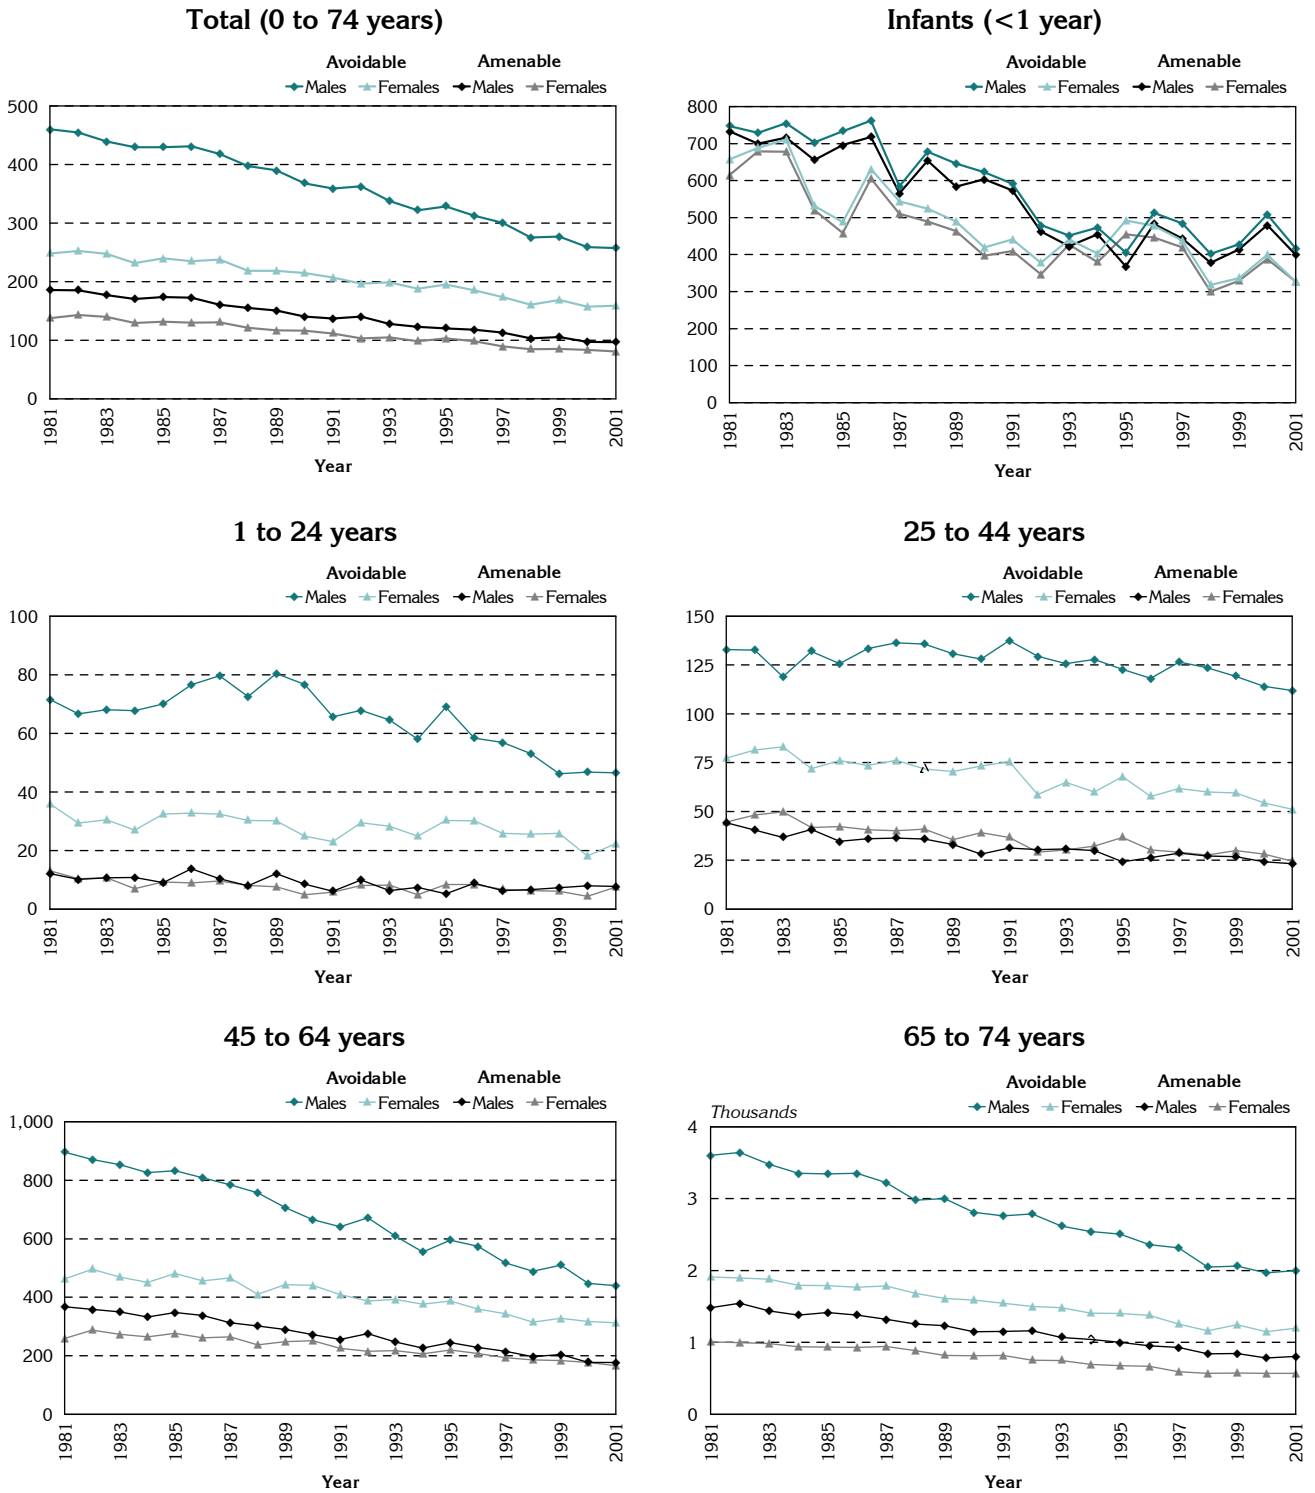 Total (0 to 74 years)
Avoidable Amenable
Males Females Males Females
500
400
300
200
100
0
1981 1983 1985 1987 1989 1991 1993 1995 1997 1999 2001
Year
Infants (<1 year)
Avoidable Amenable
Males Females Males Females
800
700
600
500
400
300
200
100
0
1981 1983 1985 1987 1989 1991 1993 1995 1997 1999 2001
Year
1 to 24 years
Avoidable Amenable
Males Females Males Females
100
80
60
40
20
0
1981 1983 1985 1987 1989 1991 1993 1995 1997 1999 2001
Year
25 to 44 years
Avoidable Amenable
Males Females Males Females
150
125
100
75
50
25
0
1981 1983 1985 1987 1989 1991 1993 1995 1997 1999 2001
Year
45 to 64 years
Avoidable Amenable
Males Females Males Females
1,000
800
600
400
200
0
1981 1983 1985 1987 1989 1991 1993 1995 1997 1999 2001
Year
65 to 74 years
Avoidable Amenable
Thousands Males Females Males Females
4
3
2
1
0
1981 1983 1985 1987 1989 1991 1993 1995 1997 1999 2001
Year